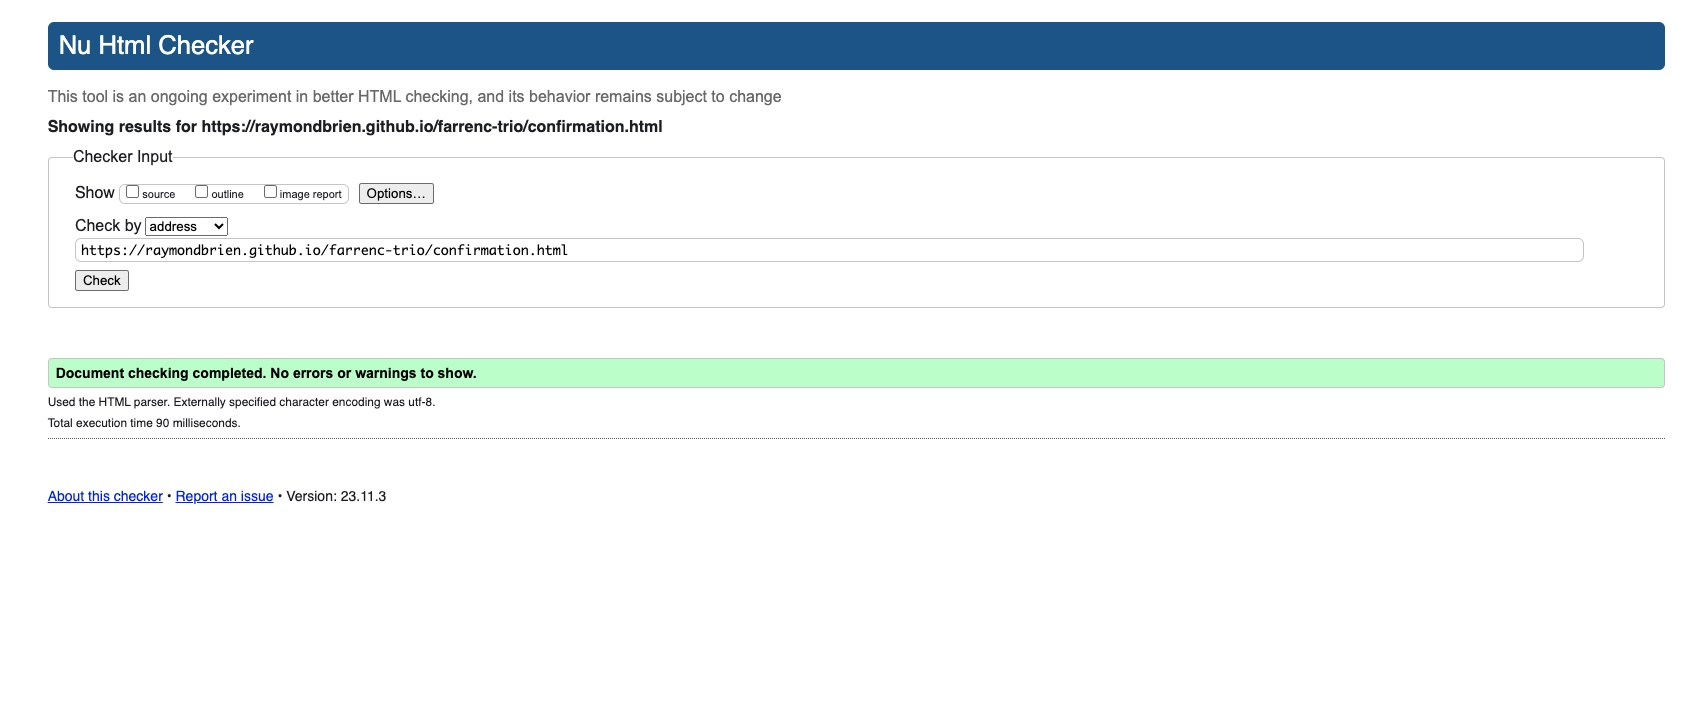 Nu Html Checker
This tool is an ongoing experiment in better HTML checking, and its behavior remains subject to change
Showing results for https://raymondbrien.github.io/farrenc-trio/confirmation.html
Checker Input
Show source outline image report Options...
Check by address
https://raymondbrien.github.io/farrenc-trio/confirmation.html
Check
Document checking completed. No errors or warnings to show.
Used the HTML parser. Externally specified character encoding was utf-8.
Total execution time 90 milliseconds.
About this checker • Report an issue • Version: 23.11.3